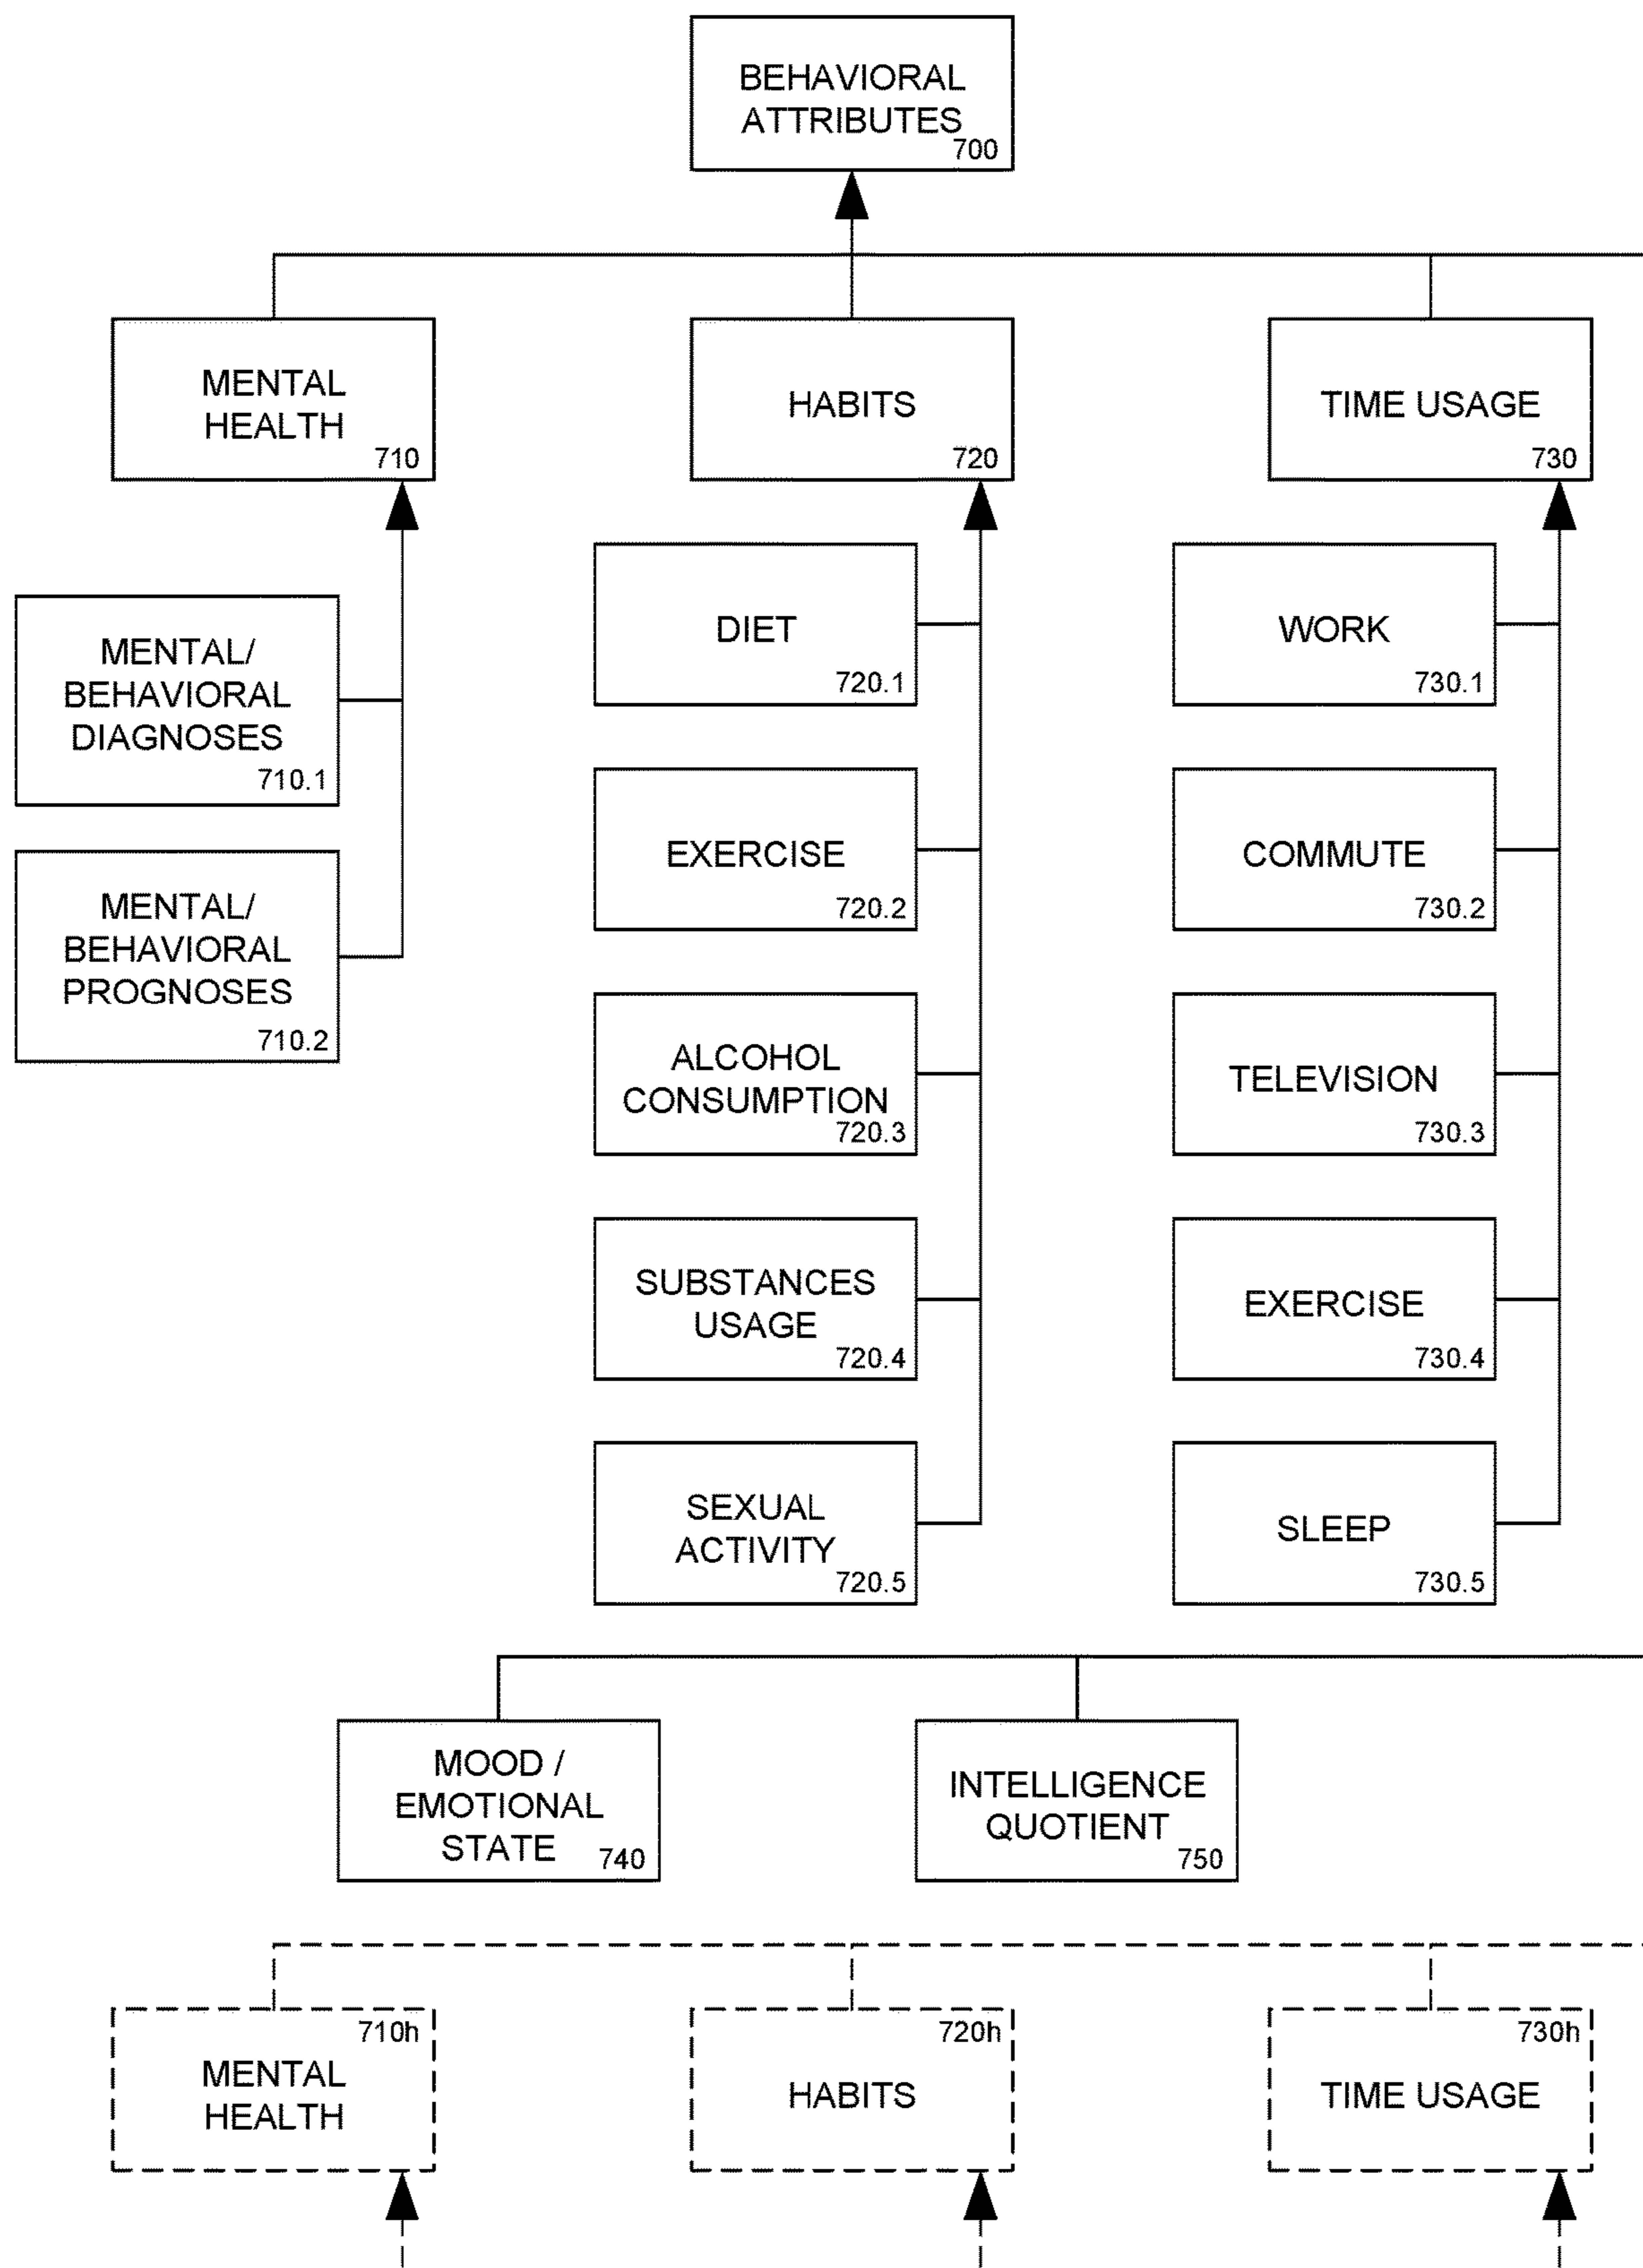 BEHAVIORAL
ATTRIBUTES
700
MENTAL
HEALTH
710
HABITS
720
TIME USAGE
730
MENTAL/
BEHAVIORAL
DIAGNOSES
710.1
MENTAL/
BEHAVIORAL
PROGNOSES
710.2
DIET
720.1
EXERCISE
720.2
ALCOHOL
CONSUMPTION
720.3
SUBSTANCES
USAGE
720.4
SEXUAL
ACTIVITY
720.5
WORK
730.1
COMMUTE
730.2
TELEVISION
730.3
EXERCISE
730.4
SLEEP
730.5
MOOD /
EMOTIONAL
STATE
740
INTELLIGENCE
QUOTIENT
750
710h
MENTAL
HEALTH
720h
HABITS
730h
TIME USAGE